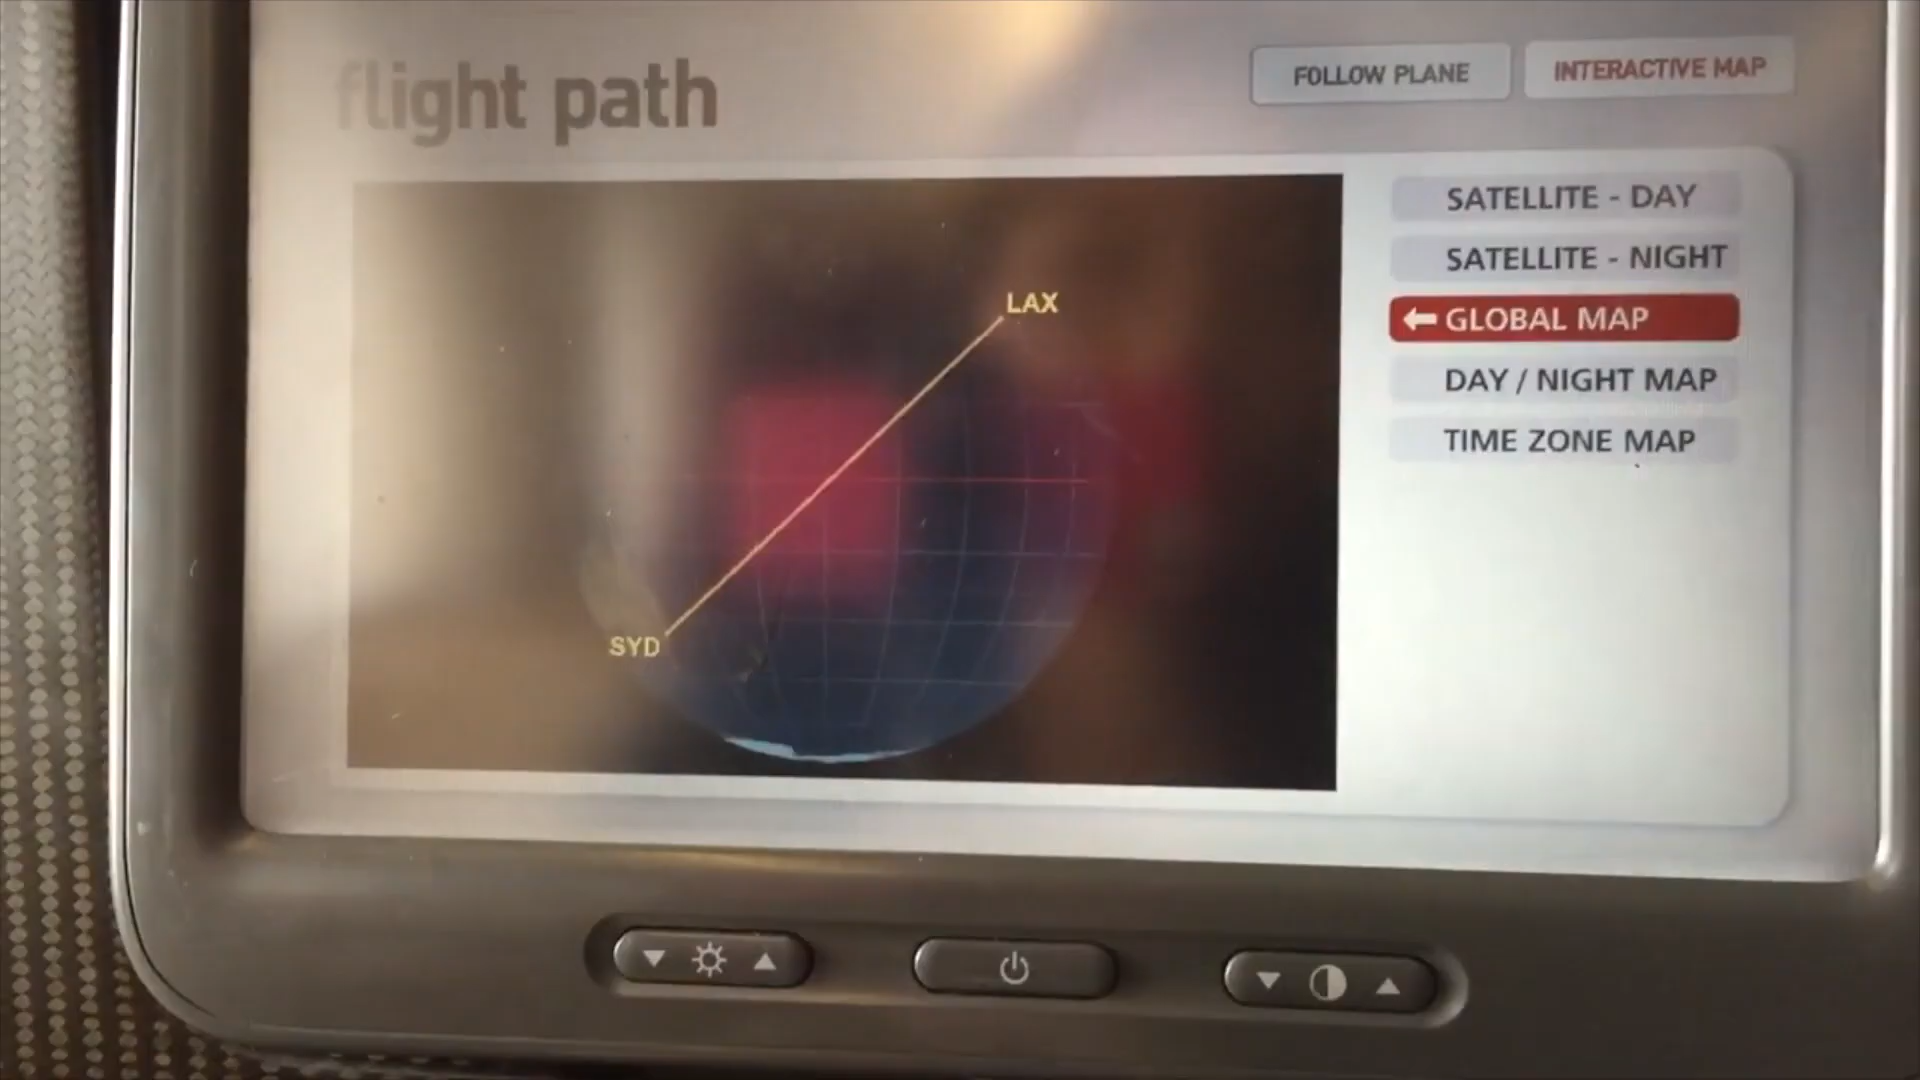 flight path
FOLLOW PLANE
INTERACTIVE MAP
SATELLITE - DAY
SATELLITE - NIGHT
GLOBAL MAP
DAY / NIGHT MAP
TIME ZONE MAP
LAX
SYD